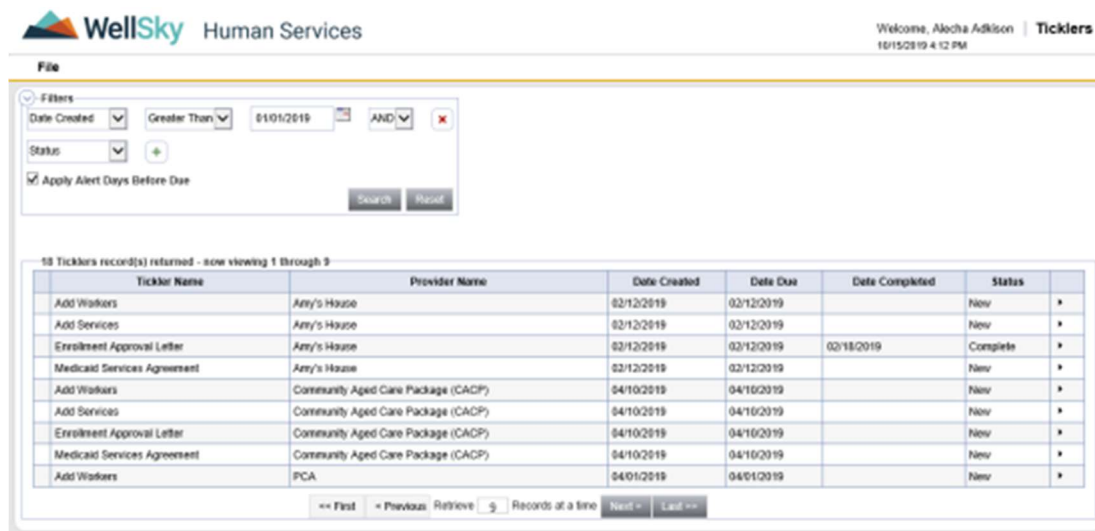 WellSky Human Services
Welcome, Alecha Adkison | Ticklers
10/15/2019 4:12 PM
File
Filters
Date Created Greater Than 01/01/2019 AND
Status
Apply Alert Days Before Due
Search Reset
18 Ticklers record(s) returned - now viewing 1 through 9
Tickler Name Provider Name Date Created Date Due Date Completed Status
Add Workers Amy's House 02/12/2019 02/12/2019 New
Add Services Amy's House 02/12/2019 02/12/2019 New
Enrollment Approval Letter Amy's House 02/12/2019 02/12/2019 02/18/2019 Complete
Medicaid Services Agreement Amy's House 02/12/2019 02/12/2019 New
Add Workers Community Aged Care Package (CACP) 04/10/2019 04/10/2019 New
Add Services Community Aged Care Package (CACP) 04/10/2019 04/10/2019 New
Enrollment Approval Letter Community Aged Care Package (CACP) 04/10/2019 04/10/2019 New
Medicaid Services Agreement Community Aged Care Package (CACP) 04/10/2019 04/10/2019 New
Add Workers PCA 04/01/2019 04/01/2019 New
<< First < Previous Retrieve 9 Records at a time Next > Last >>